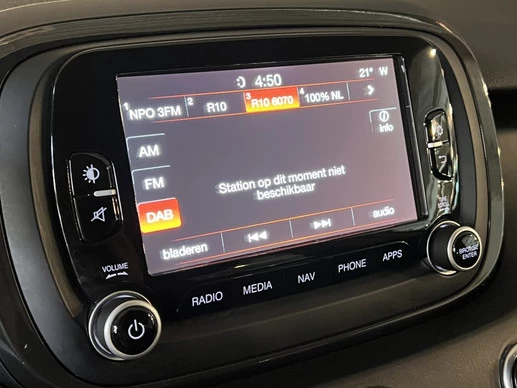 4:50
21° W
1 NPO 3FM
2 R10
3 R10 6070
4 100% NL
AM
info
FM
Station op dit moment niet
beschikbaar
DAB
bladeren
audio
VOLUME
RADIO
MEDIA
NAV
PHONE
APPS
BROWSE
ENTER